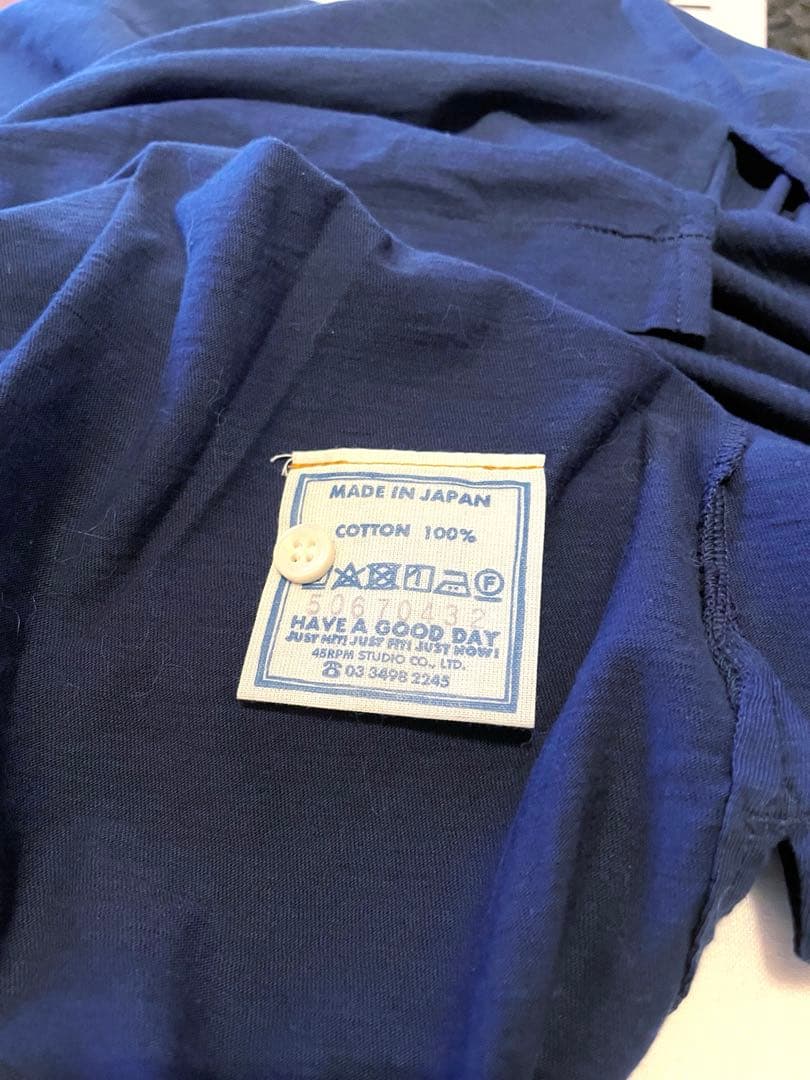 MADE IN JAPAN
COTTON 100%
F
50670432
HAVE A GOOD DAY
JUST HIT! JUST FIT! JUST NOW!
45RPM STUDIO CO., LTD.
☎ 03 3498 2245